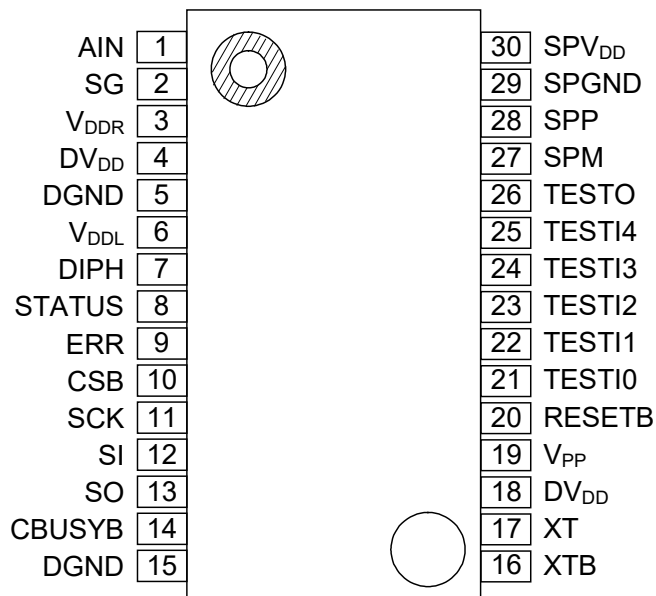 AIN 1
SG 2
VDDR 3
DVDD 4
DGND 5
VDDL 6
DIPH 7
STATUS 8
ERR 9
CSB 10
SCK 11
SI 12
SO 13
CBUSYB 14
DGND 15
30 SPVDD
29 SPGND
28 SPP
27 SPM
26 TESTO
25 TESTI4
24 TESTI3
23 TESTI2
22 TESTI1
21 TESTI0
20 RESETB
19 VPP
18 DVDD
17 XT
16 XTB